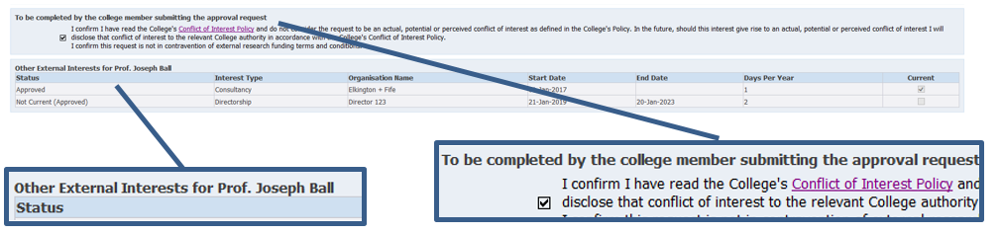 To be completed by the college member submitting the approval request
I confirm I have read the College's Conflict of Interest Policy and do not consider the request to be an actual, potential or perceived conflict of interest as defined in the College's Policy. In the future, should this interest give rise to an actual, potential or perceived conflict of interest I will
disclose that conflict of interest to the relevant College authority in accordance with the College's Conflict of Interest Policy.
I confirm this request is not in contravention of external research funding terms and conditions.
Other External Interests for Prof. Joseph Ball
Status Interest Type Organisation Name Start Date End Date Days Per Year Current
Approved Consultancy Elkington + Fife -Jan-2017 1
Not Current (Approved) Directorship Director 123 21-Jan-2019 20-Jan-2023 2
Other External Interests for Prof. Joseph Ball
Status
To be completed by the college member submitting the approval request
I confirm I have read the College's Conflict of Interest Policy and
disclose that conflict of interest to the relevant College authority